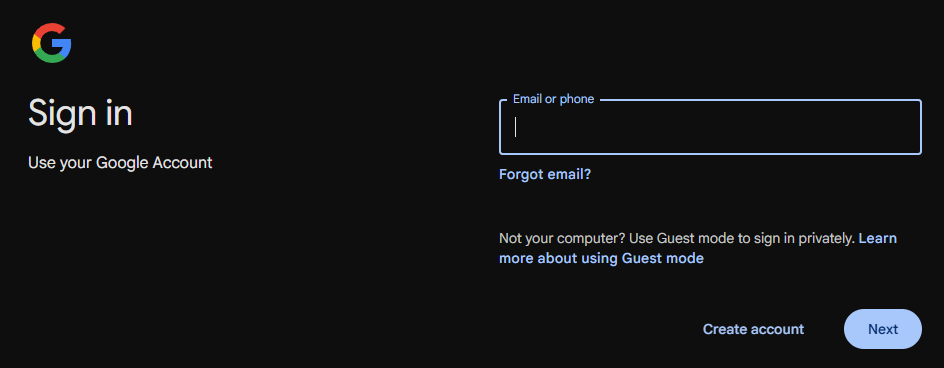 Sign in
Use your Google Account
Email or phone
Forgot email?
Not your computer? Use Guest mode to sign in privately. Learn
more about using Guest mode
Create account
Next